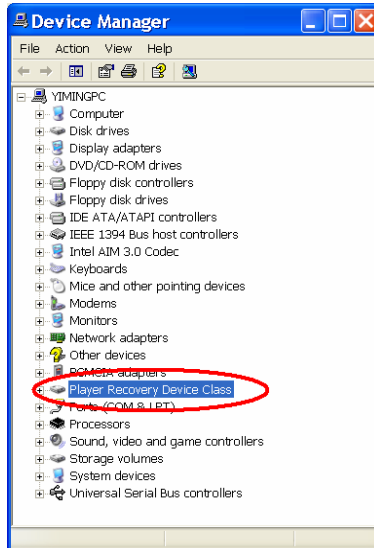 Device Manager
File Action View Help
YIMINGPC
Computer
Disk drives
Display adapters
DVD/CD-ROM drives
Floppy disk controllers
Floppy disk drives
IDE ATA/ATAPI controllers
IEEE 1394 Bus host controllers
Intel AIM 3.0 Codec
Keyboards
Mice and other pointing devices
Modems
Monitors
Network adapters
Other devices
PCMCIA adapters
Player Recovery Device Class
Ports (COM & LPT)
Processors
Sound, video and game controllers
Storage volumes
System devices
Universal Serial Bus controllers